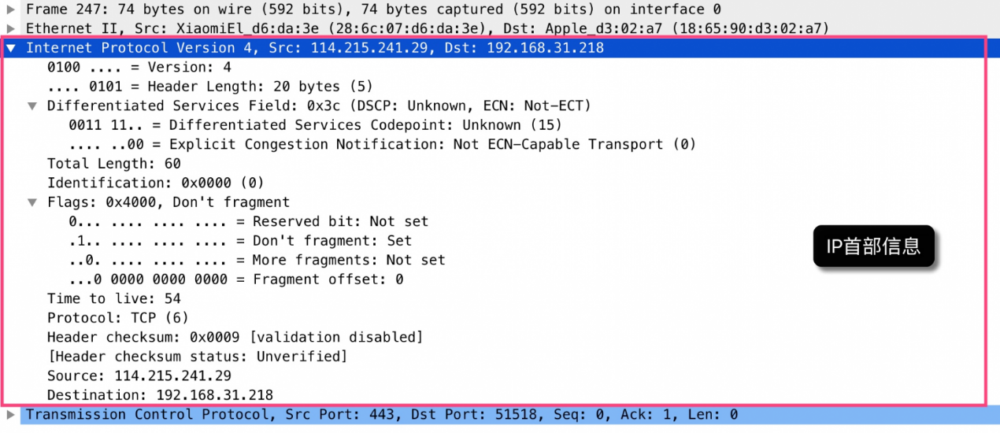 Frame 247: 74 bytes on wire (592 bits), 74 bytes captured (592 bits) on interface 0
Ethernet II, Src: XiaomiEl_d6:da:3e (28:6c:07:d6:da:3e), Dst: Apple_d3:02:a7 (18:65:90:d3:02:a7)
Internet Protocol Version 4, Src: 114.215.241.29, Dst: 192.168.31.218
0100 .... = Version: 4
.... 0101 = Header Length: 20 bytes (5)
Differentiated Services Field: 0x3c (DSCP: Unknown, ECN: Not-ECT)
0011 11.. = Differentiated Services Codepoint: Unknown (15)
.... ..00 = Explicit Congestion Notification: Not ECN-Capable Transport (0)
Total Length: 60
Identification: 0x0000 (0)
Flags: 0x4000, Don't fragment
0... .... .... .... = Reserved bit: Not set
.1.. .... .... .... = Don't fragment: Set
..0. .... .... .... = More fragments: Not set
...0 0000 0000 0000 = Fragment offset: 0
IP首部信息
Time to live: 54
Protocol: TCP (6)
Header checksum: 0x0009 [validation disabled]
[Header checksum status: Unverified]
Source: 114.215.241.29
Destination: 192.168.31.218
Transmission Control Protocol, Src Port: 443, Dst Port: 51518, Seq: 0, Ack: 1, Len: 0